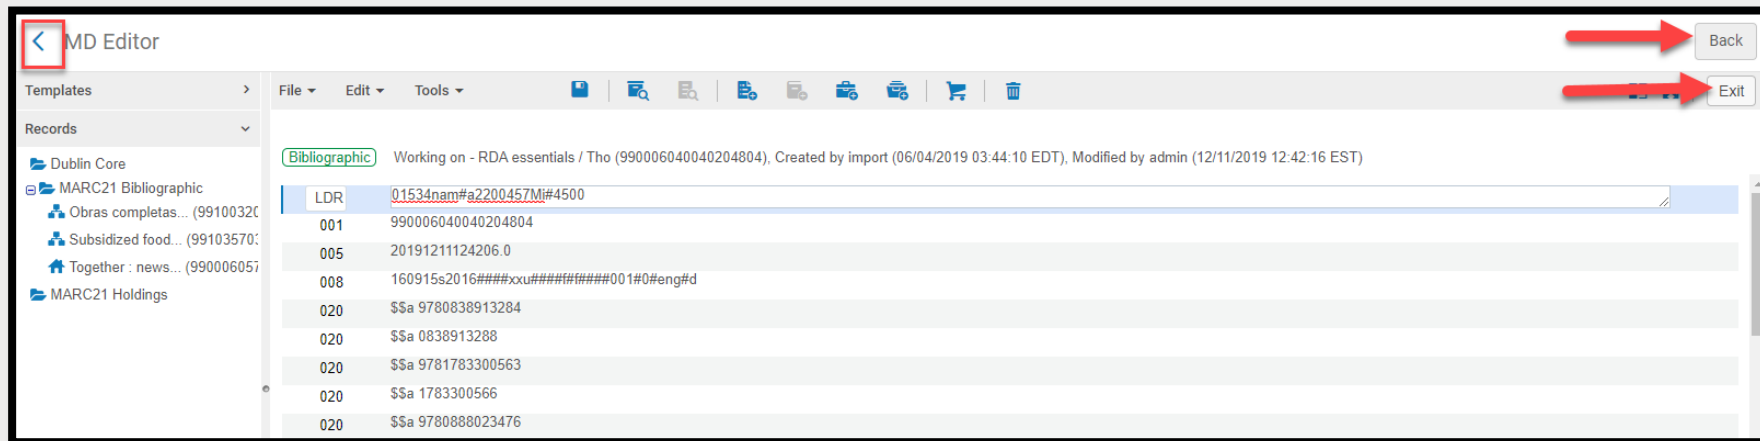 MD Editor
Back
Templates
File Edit Tools
Exit
Records
Dublin Core
MARC21 Bibliographic
Obras completas... (9910032
Subsidized food... (99103570
Together : news... (99000605
MARC21 Holdings
Bibliographic Working on - RDA essentials / Tho (990006040040204804), Created by import (06/04/2019 03:44:10 EDT), Modified by admin (12/11/2019 12:42:16 EST)
LDR 01534nam#a2200457Mi#4500
001 990006040040204804
005 20191211124206.0
008 160915s2016####xxu####f#f####001#0#eng#d
020 $$a 9780838913284
020 $$a 0838913288
020 $$a 9781783300563
020 $$a 1783300566
020 $$a 9780888023476